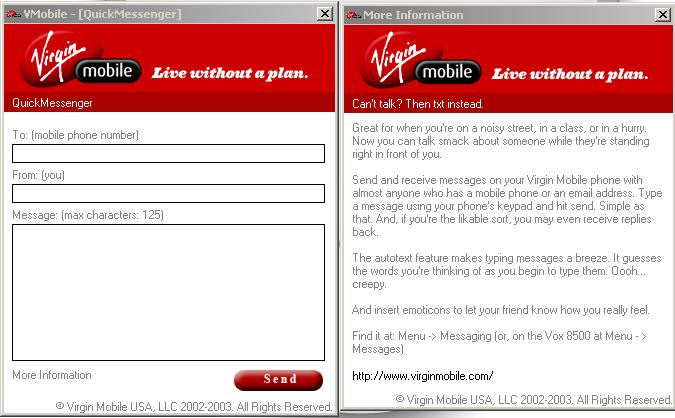 VMobile - [QuickMessenger]
Virgin
mobile
Live without a plan.
QuickMessenger
To: (mobile phone number)
From: (you)
Message: (max characters: 125)
More Information
Send
© Virgin Mobile USA, LLC 2002-2003. All Rights Reserved.
More Information
Virgin
mobile
Live without a plan.
Can't talk? Then txt instead.
Great for when you're on a noisy street, in a class, or in a hurry.
Now you can talk smack about someone while they're standing
right in front of you.
Send and receive messages on your Virgin Mobile phone with
almost anyone who has a mobile phone or an email address. Type
a message using your phone's keypad and hit send. Simple as
that. And, if you're the likable sort, you may even receive replies
back.
The autotext feature makes typing messages a breeze. It guesses
the words you're thinking of as you begin to type them. Oooh...
creepy.
And insert emoticons to let your friend know how you really feel.
Find it at: Menu -> Messaging (or, on the Vox 8500 at Menu - >
Messages)
http://www.virginmobile.com/
© Virgin Mobile USA, LLC 2002-2003. All Rights Reserved.